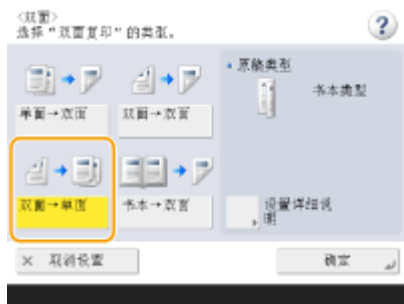 <双面>
选择“双面复印”的类型。
单面→双面
双面→双面
双面→单面
书本→双面
原稿类型
书本类型
设置详细说
明
× 取消设置
确定